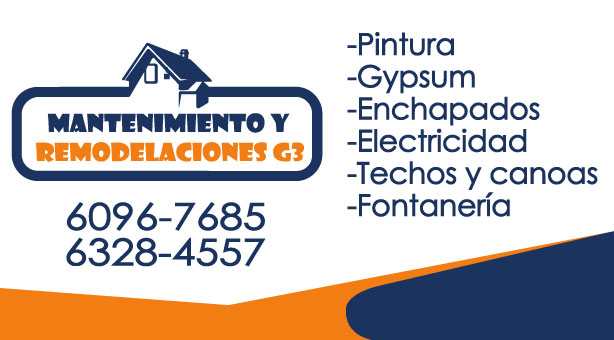 MANTENIMIENTO Y
REMODELACIONES G3
6096-7685
6328-4557
-Pintura
-Gypsum
-Enchapados
-Electricidad
-Techos y canoas
-Fontanería